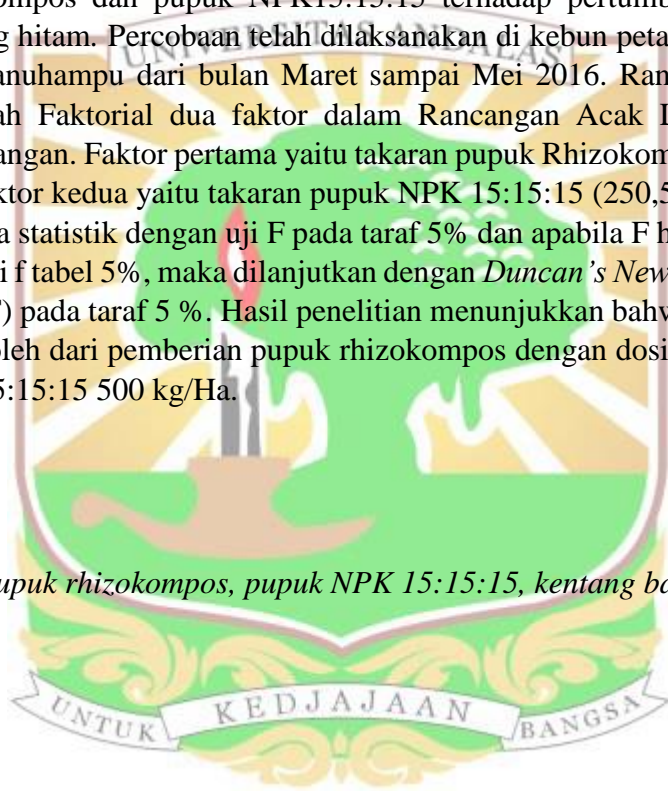 ompos dan pupuk NPK15:15:15 terhadap pertumb
g hitam. Percobaan telah dilaksanakan di kebun peta
UNIVERSITAS ANDALAS
anuhampu dari bulan Maret sampai Mei 2016. Ran
ah Faktorial dua faktor dalam Rancangan Acak
angan. Faktor pertama yaitu takaran pupuk Rhizokom
ktor kedua yaitu takaran pupuk NPK 15:15:15 (250,5
a statistik dengan uji F pada taraf 5% dan apabila F h
i f tabel 5%, maka dilanjutkan dengan Duncan's New
) pada taraf 5 %. Hasil penelitian menunjukkan bahw
oleh dari pemberian pupuk rhizokompos dengan dosi
5:15:15 500 kg/Ha.
upuk rhizokompos, pupuk NPK 15:15:15, kentang ba
UNTUK KEDJAJAAN BANGSA